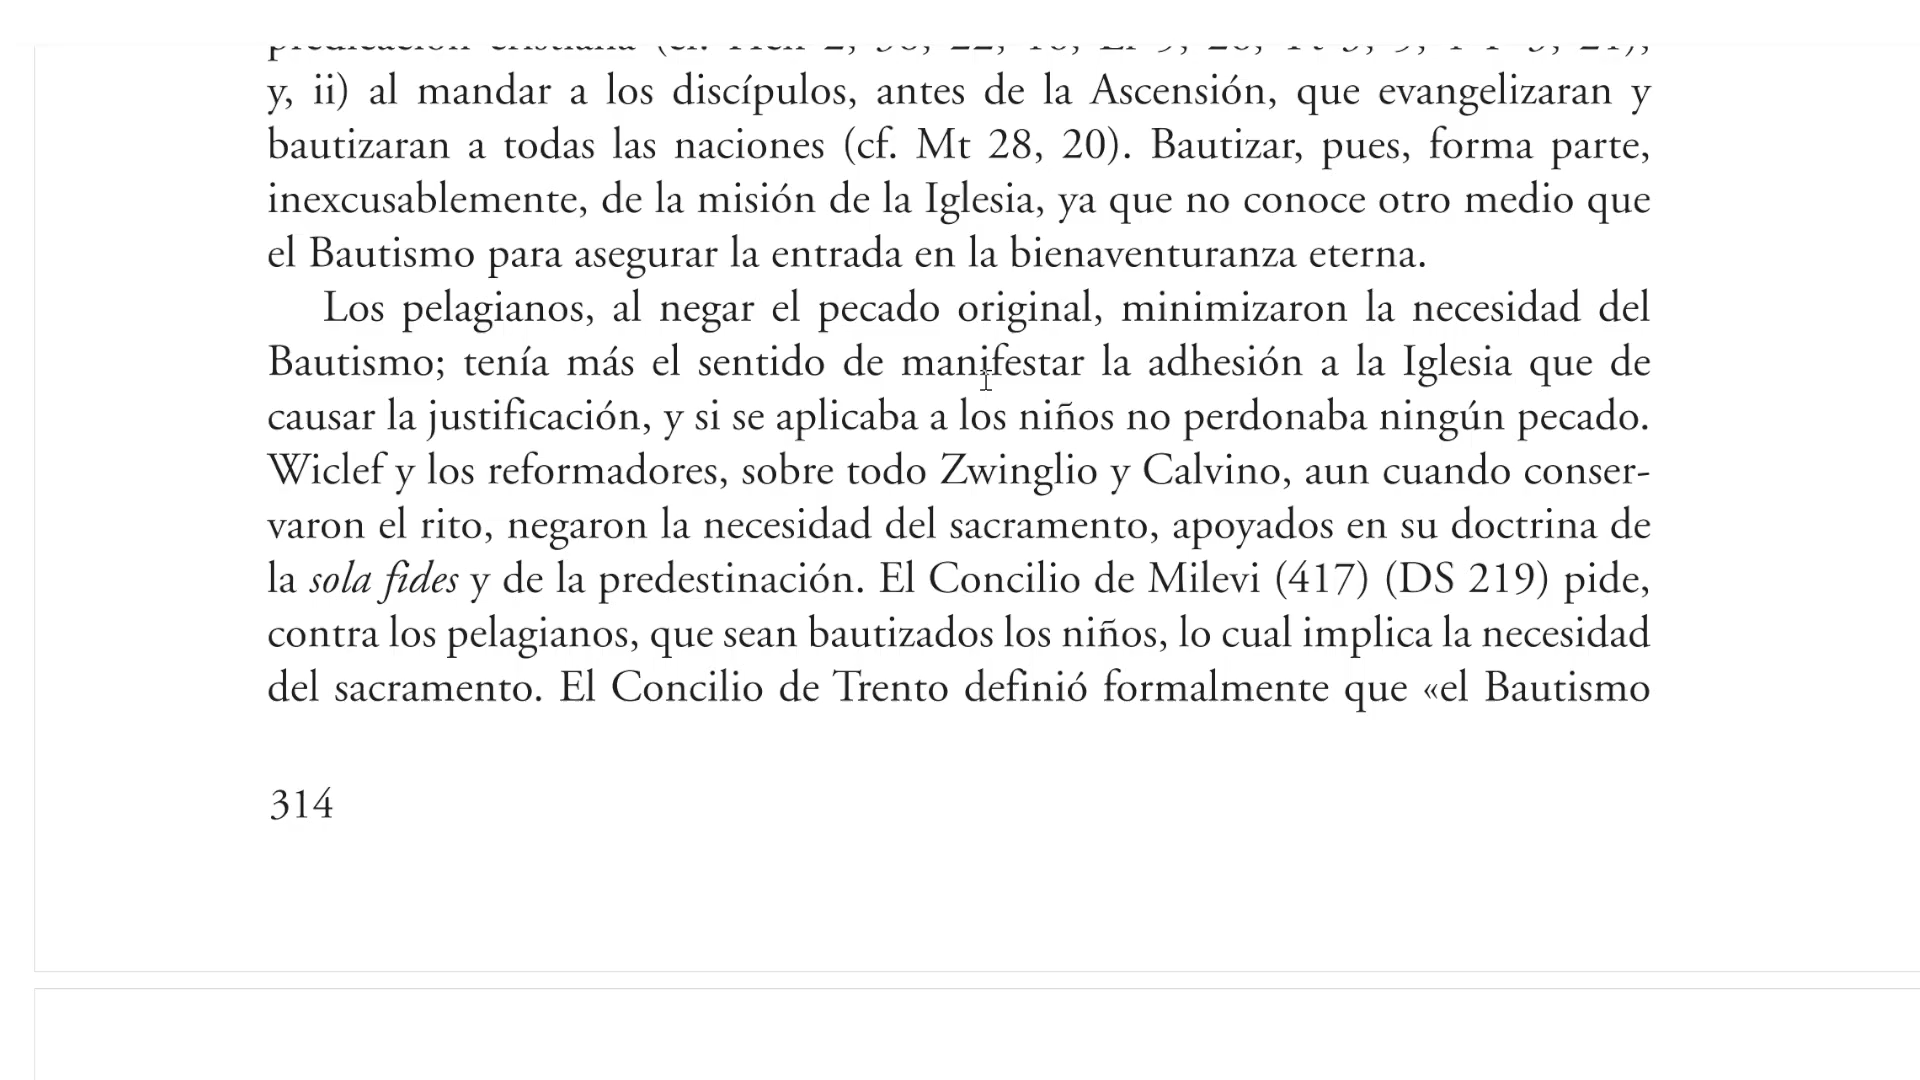 y, ii) al mandar a los discípulos, antes de la Ascensión, que evangelizaran y
bautizaran a todas las naciones (cf. Mt 28, 20). Bautizar, pues, forma parte,
inexcusablemente, de la misión de la Iglesia, ya que no conoce otro medio que
el Bautismo para asegurar la entrada en la bienaventuranza eterna.
Los pelagianos, al negar el pecado original, minimizaron la necesidad del
Bautismo; tenía más el sentido de manifestar la adhesión a la Iglesia que de
causar la justificación, y si se aplicaba a los niños no perdonaba ningún pecado.
Wiclef y los reformadores, sobre todo Zwinglio y Calvino, aun cuando conser-
varon el rito, negaron la necesidad del sacramento, apoyados en su doctrina de
la sola fides y de la predestinación. El Concilio de Milevi (417) (DS 219) pide,
contra los pelagianos, que sean bautizados los niños, lo cual implica la necesidad
del sacramento. El Concilio de Trento definió formalmente que «el Bautismo
314